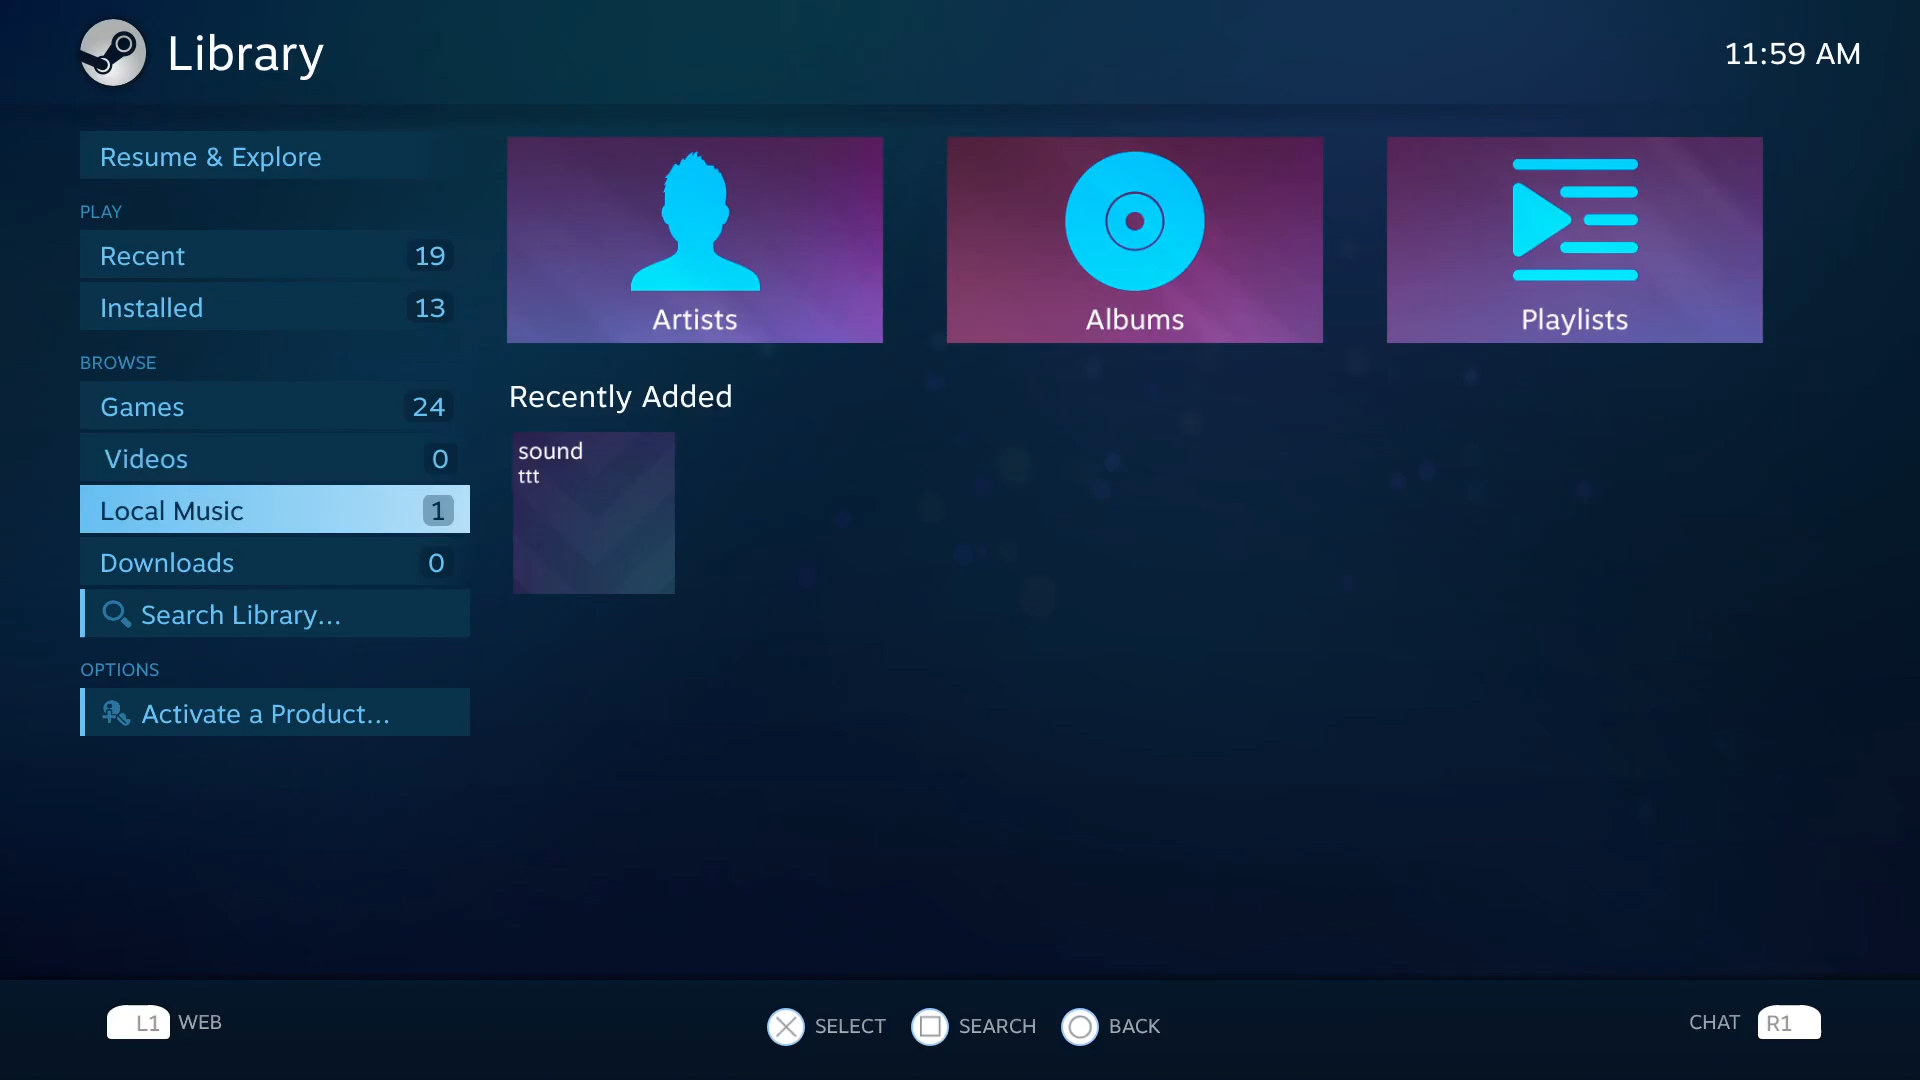 Library
11:59 AM
Resume & Explore
PLAY
Recent 19
Installed 13
BROWSE
Games 24
Videos 0
Local Music 1
Downloads 0
Search Library...
OPTIONS
Activate a Product...
Artists
Albums
Playlists
Recently Added
sound
ttt
L1 WEB
SELECT
SEARCH
BACK
CHAT R1